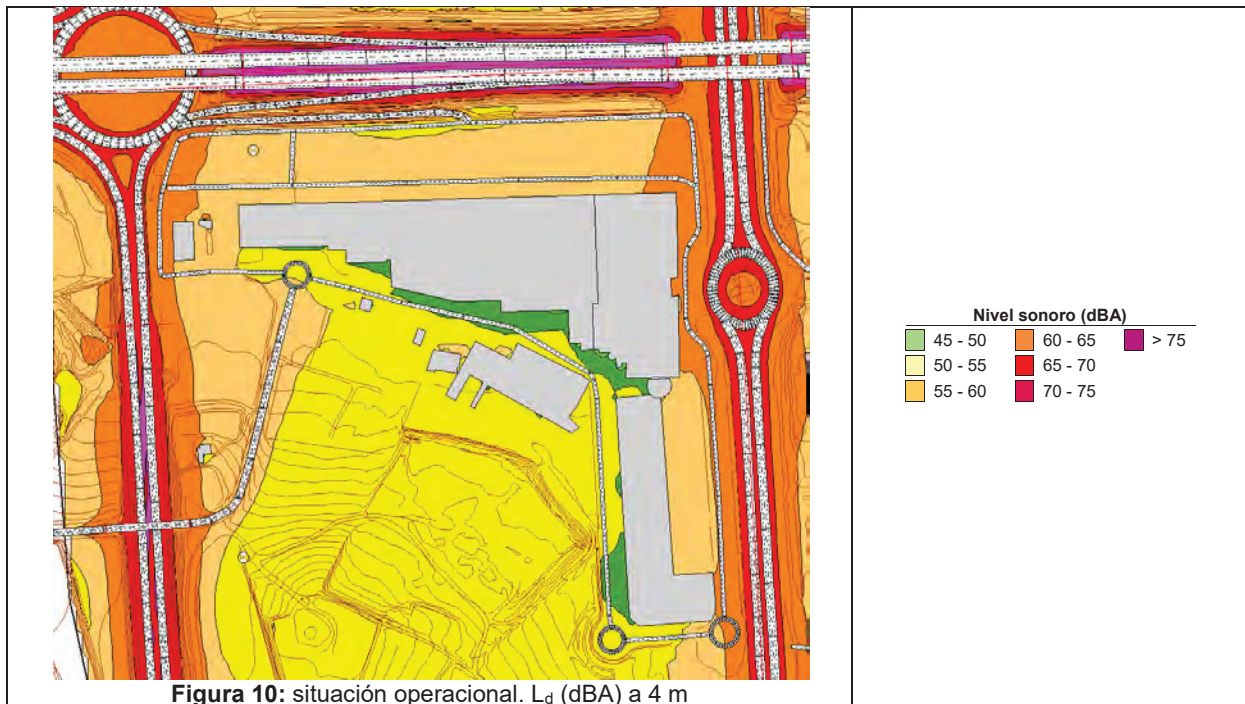 Nivel sonoro (dBA)
45 - 50 60 - 65 > 75
50 - 55 65 - 70
55 - 60 70 - 75
Figura 10: situación operacional. Ld (dBA) a 4 m